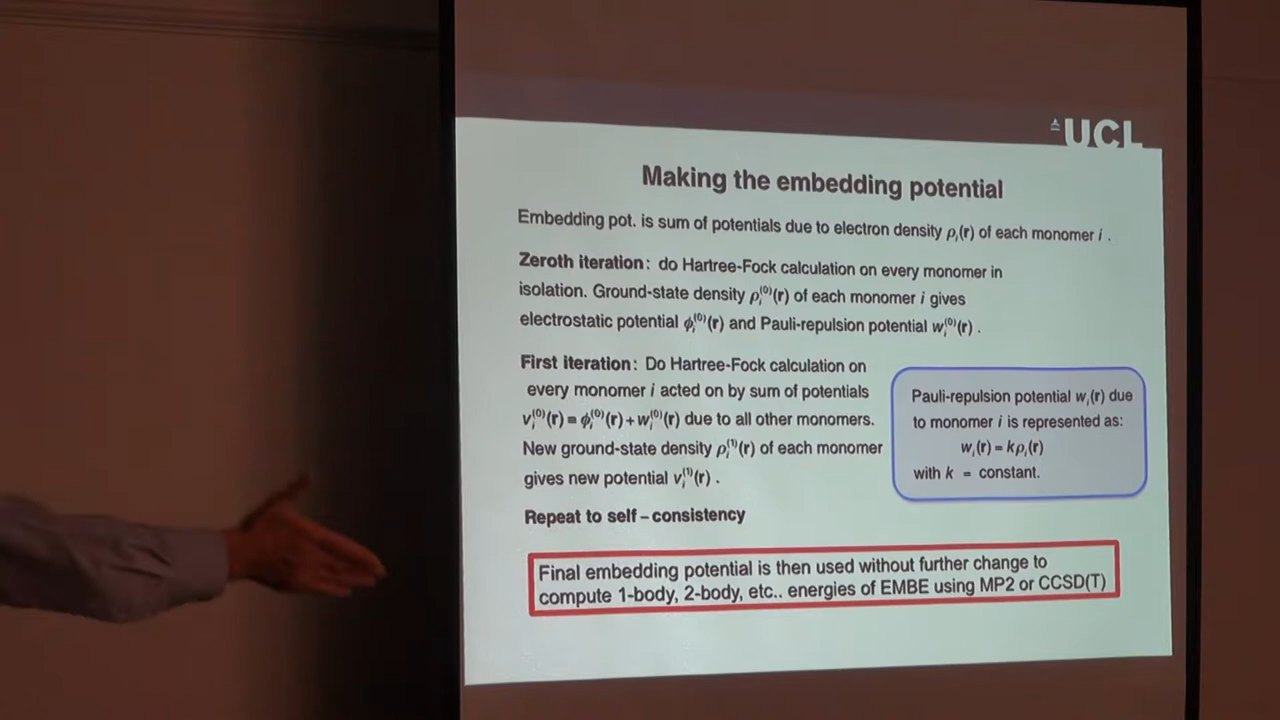 UCL
Making the embedding potential
Embedding pot. is sum of potentials due to electron density ρᵢ(r) of each monomer i .
Zeroth iteration: do Hartree-Fock calculation on every monomer in
isolation. Ground-state density ρᵢ⁽⁰⁾(r) of each monomer i gives
electrostatic potential ϕᵢ⁽⁰⁾(r) and Pauli-repulsion potential wᵢ⁽⁰⁾(r) .
First iteration: Do Hartree-Fock calculation on
every monomer i acted on by sum of potentials
vᵢ⁽⁰⁾(r) = ϕᵢ⁽⁰⁾(r) + wᵢ⁽⁰⁾(r) due to all other monomers.
New ground-state density ρᵢ⁽¹⁾(r) of each monomer
gives new potential vᵢ⁽¹⁾(r) .
Pauli-repulsion potential wᵢ(r) due
to monomer i is represented as:
wᵢ(r) = kρᵢ(r)
with k = constant.
Repeat to self – consistency
Final embedding potential is then used without further change to
compute 1-body, 2-body, etc.. energies of EMBE using MP2 or CCSD(T)